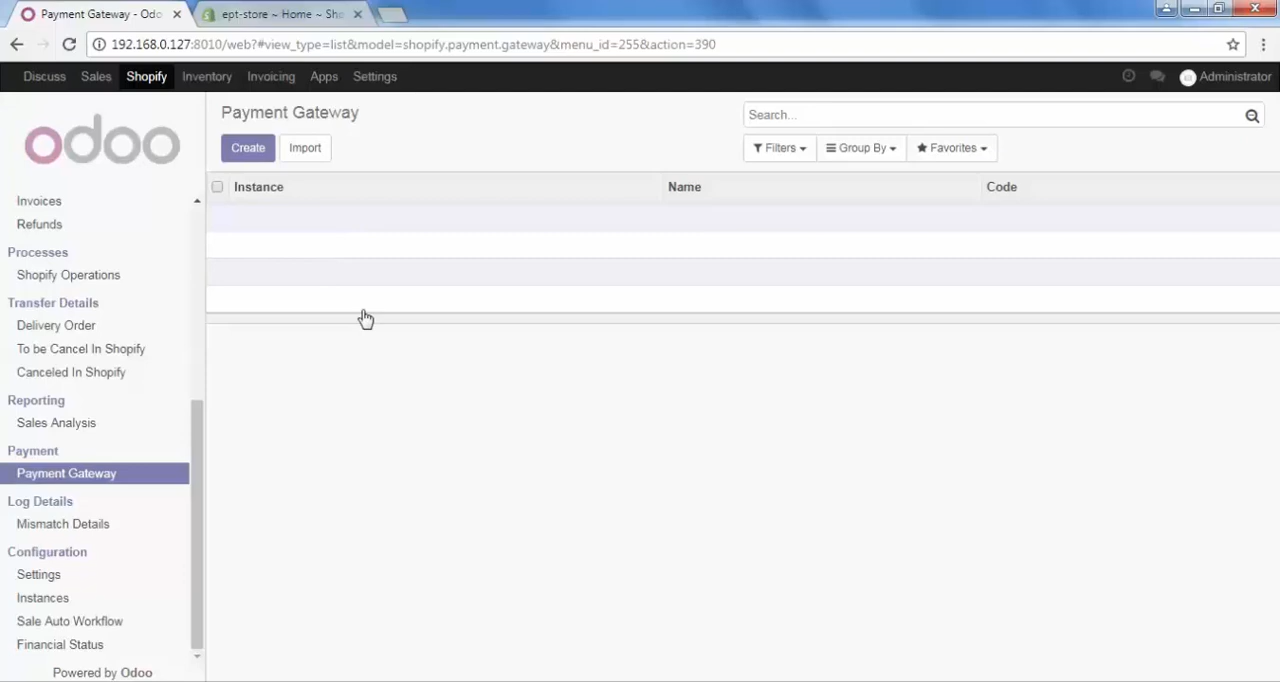 Payment Gateway - Odo
ept-store ~ Home ~ Sho
192.168.0.127:8010/web?#view_type=list&model=shopify.payment.gateway&menu_id=255&action=390
Discuss Sales Shopify Inventory Invoicing Apps Settings Administrator
odoo
Payment Gateway
Search...
Create Import
Filters Group By Favorites
Instance Name Code
Invoices
Refunds
Processes
Shopify Operations
Transfer Details
Delivery Order
To be Cancel In Shopify
Canceled In Shopify
Reporting
Sales Analysis
Payment
Payment Gateway
Log Details
Mismatch Details
Configuration
Settings
Instances
Sale Auto Workflow
Financial Status
Powered by Odoo